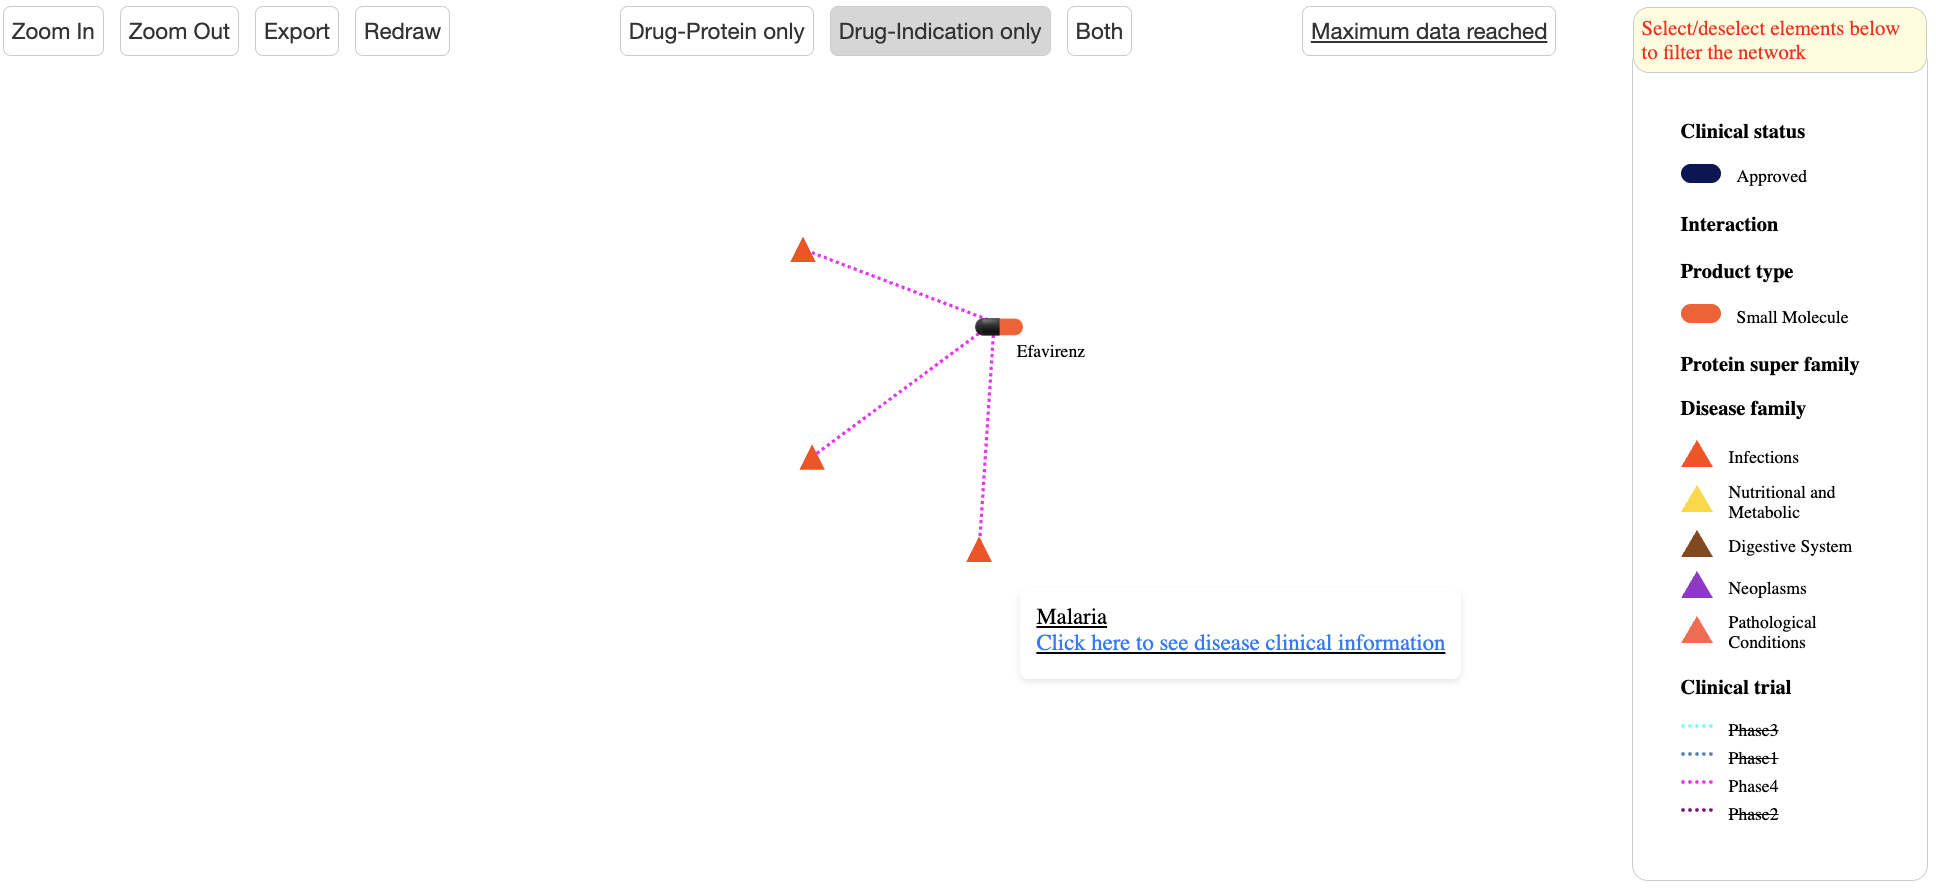 Zoom In
Zoom Out
Export
Redraw
Drug-Protein only
Drug-Indication only
Both
Maximum data reached
Select/deselect elements below
to filter the network
Clinical status
Approved
Interaction
Product type
Small Molecule
Protein super family
Disease family
Infections
Nutritional and
Metabolic
Digestive System
Neoplasms
Pathological
Conditions
Clinical trial
Phase3
Phase1
Phase4
Phase2
Efavirenz
Malaria
Click here to see disease clinical information